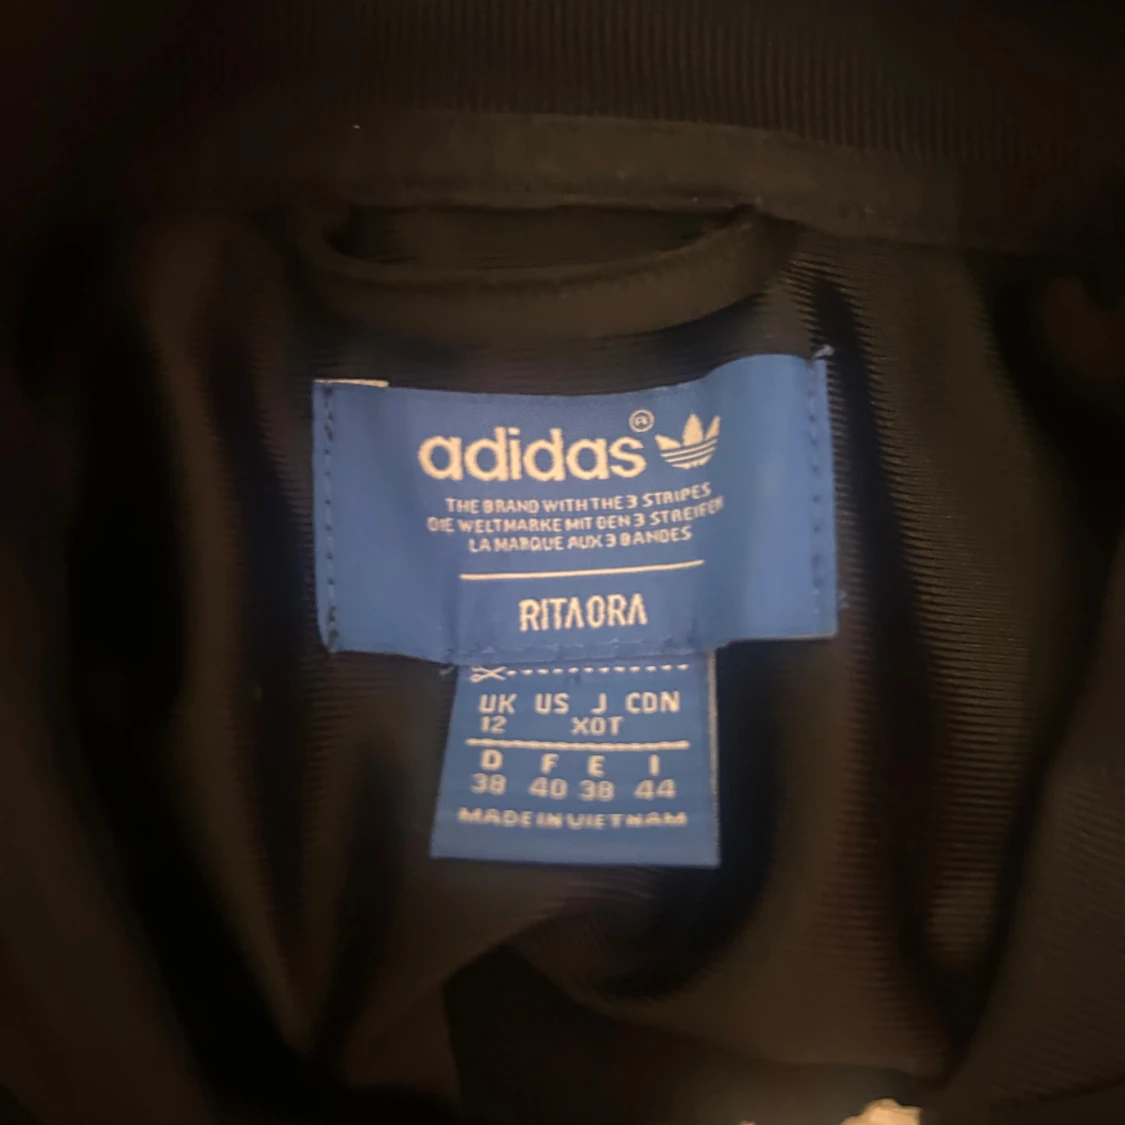 adidas®
THE BRAND WITH THE 3 STRIPES
DIE WELTMARKE MIT DEN 3 STREIFEN
LA MARQUE AUX 3 BANDES
RITA ORA
UK US J CDN
12 XOT
D F E I
38 40 38 44
MADE IN VIETNAM